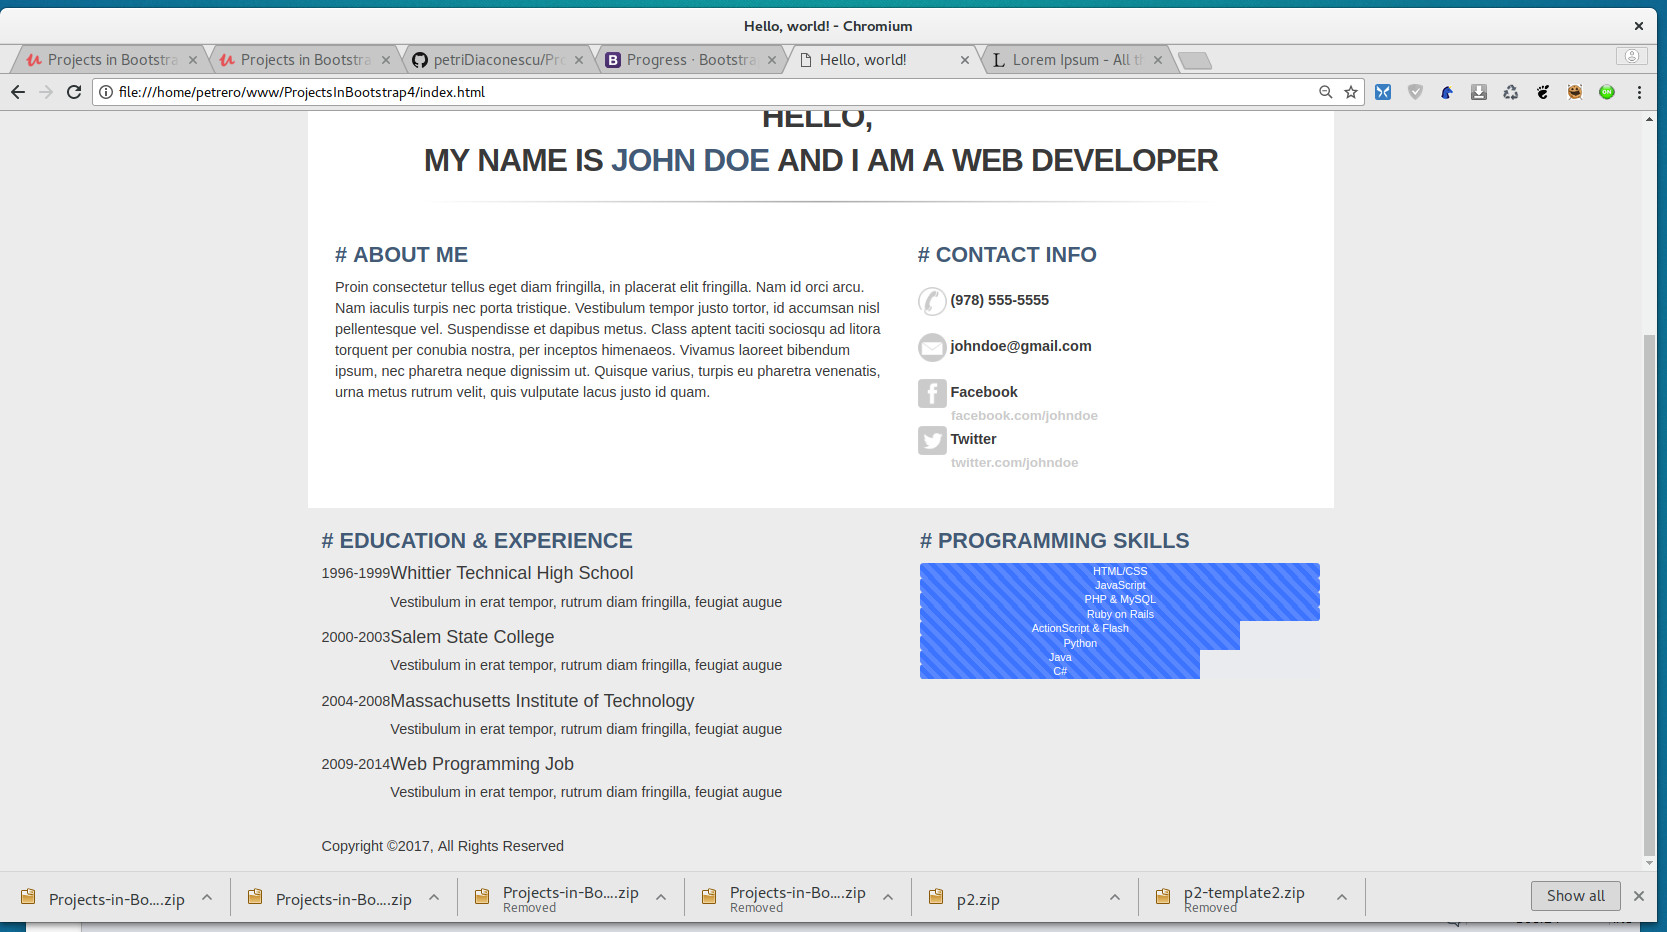 Hello, world! - Chromium
Projects in Bootstra
Projects in Bootstra
petriDiaconescu/Pro
Progress · Bootstra
Hello, world!
Lorem Ipsum - All th
file:///home/petrero/www/ProjectsInBootstrap4/index.html
HELLO,
MY NAME IS JOHN DOE AND I AM A WEB DEVELOPER
# ABOUT ME
Proin consectetur tellus eget diam fringilla, in placerat elit fringilla. Nam id orci arcu.
Nam iaculis turpis nec porta tristique. Vestibulum tempor justo tortor, id accumsan nisl
pellentesque vel. Suspendisse et dapibus metus. Class aptent taciti sociosqu ad litora
torquent per conubia nostra, per inceptos himenaeos. Vivamus laoreet bibendum
ipsum, nec pharetra neque dignissim ut. Quisque varius, turpis eu pharetra venenatis,
urna metus rutrum velit, quis vulputate lacus justo id quam.
# CONTACT INFO
(978) 555-5555
johndoe@gmail.com
Facebook
facebook.com/johndoe
Twitter
twitter.com/johndoe
# EDUCATION & EXPERIENCE
1996-1999 Whittier Technical High School
Vestibulum in erat tempor, rutrum diam fringilla, feugiat augue
2000-2003 Salem State College
Vestibulum in erat tempor, rutrum diam fringilla, feugiat augue
2004-2008 Massachusetts Institute of Technology
Vestibulum in erat tempor, rutrum diam fringilla, feugiat augue
2009-2014 Web Programming Job
Vestibulum in erat tempor, rutrum diam fringilla, feugiat augue
# PROGRAMMING SKILLS
HTML/CSS
JavaScript
PHP & MySQL
Ruby on Rails
ActionScript & Flash
Python
Java
C#
Copyright ©2017, All Rights Reserved
Projects-in-Bo....zip
Projects-in-Bo....zip
Projects-in-Bo....zip
Removed
Projects-in-Bo....zip
Removed
p2.zip
p2-template2.zip
Removed
Show all